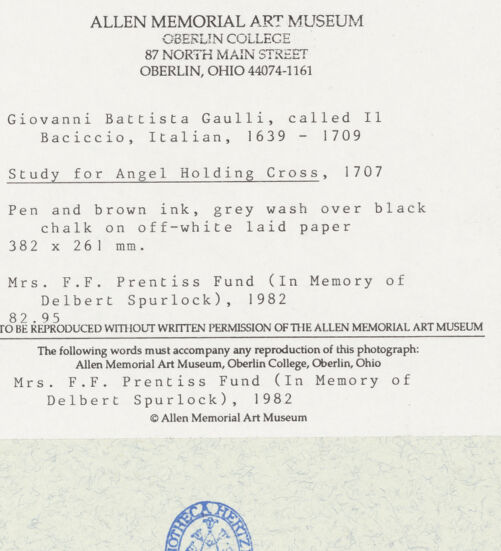 ALLEN MEMORIAL ART MUSEUM
OBERLIN COLLEGE
87 NORTH MAIN STREET
OBERLIN, OHIO 44074-1161
Giovanni Battista Gaulli, called Il
Baciccio, Italian, 1639 - 1709
Study for Angel Holding Cross, 1707
Pen and brown ink, grey wash over black
chalk on off-white laid paper
382 x 261 mm.
Mrs. F.F. Prentiss Fund (In Memory of
Delbert Spurlock), 1982
82.95
TO BE REPRODUCED WITHOUT WRITTEN PERMISSION OF THE ALLEN MEMORIAL ART MUSEUM
The following words must accompany any reproduction of this photograph:
Allen Memorial Art Museum, Oberlin College, Oberlin, Ohio
Mrs. F.F. Prentiss Fund (In Memory of
Delbert Spurlock), 1982
© Allen Memorial Art Museum